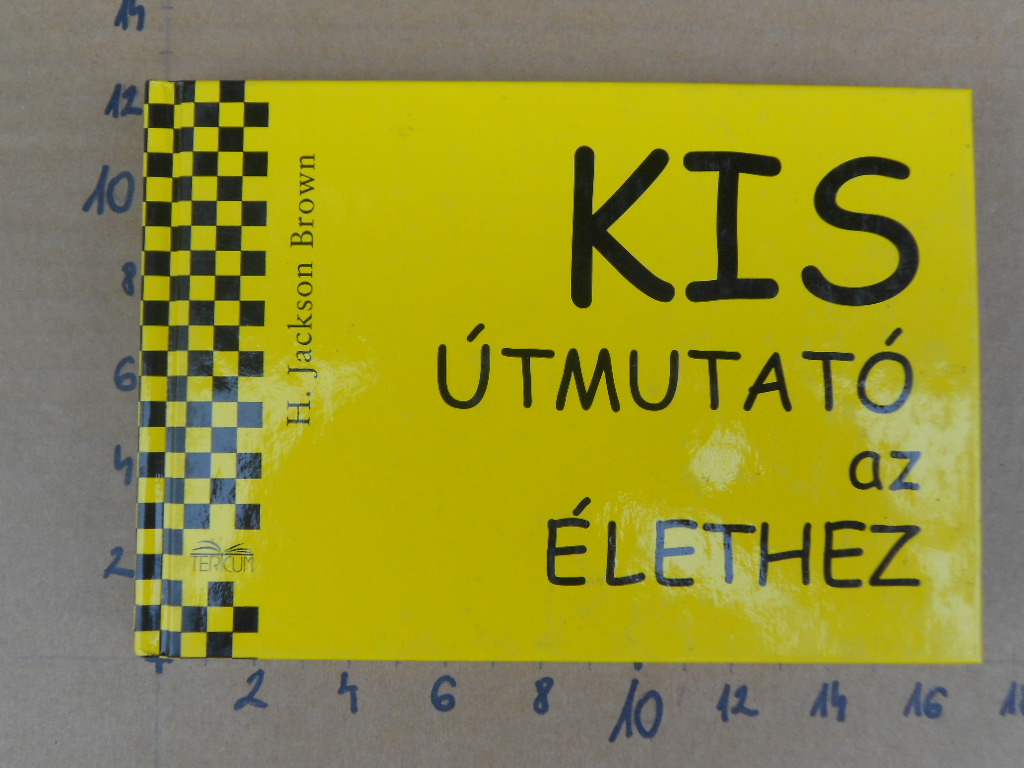 14
12
10
8
6
4
2
H. Jackson Brown
KIS
ÚTMUTATÓ
az
ÉLETHEZ
TERICUM
2 4 6 8 10 12 14 16